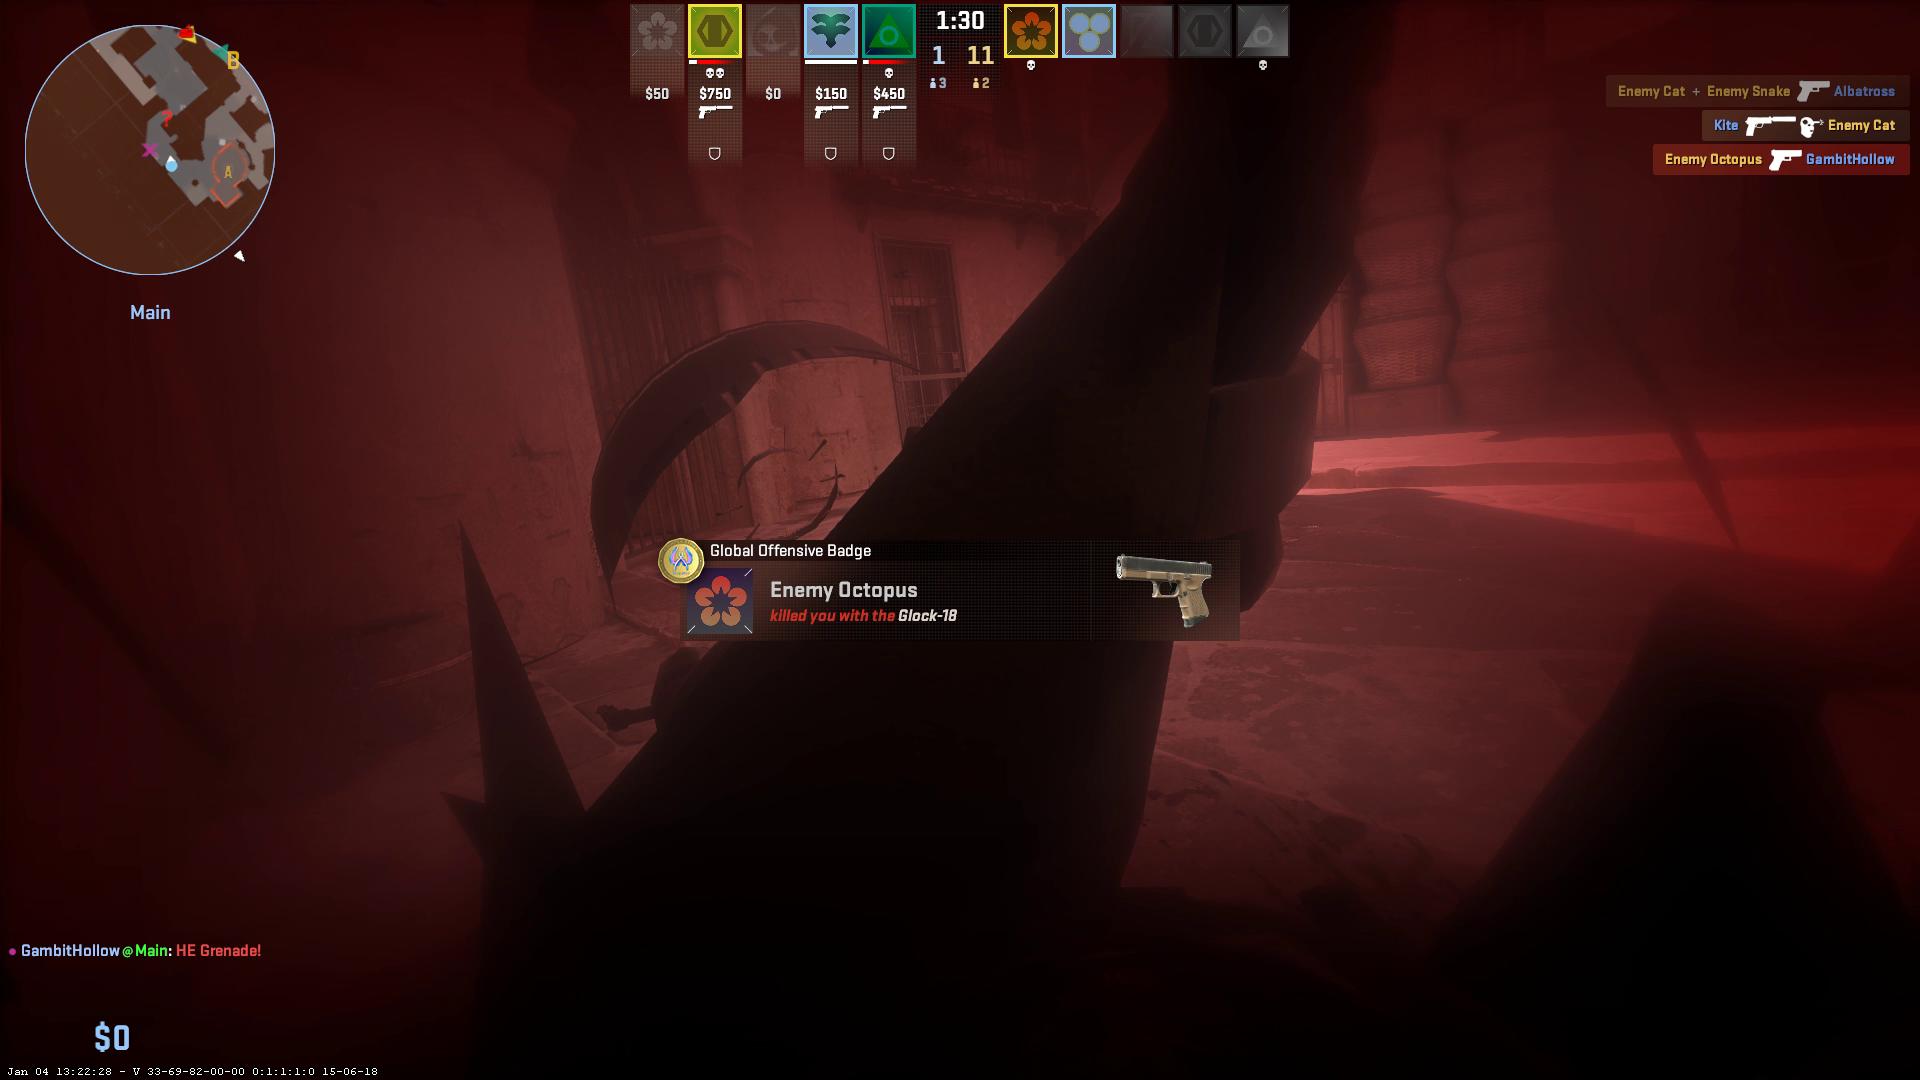 B
A
Main
$50
$750
$0
$150
$450
1:30
1 11
3 2
Enemy Cat + Enemy Snake Albatross
Kite Enemy Cat
Enemy Octopus GambitHollow
?
Global Offensive Badge
Enemy Octopus
killed you with the Glock-18
GambitHollow@Main: HE Grenade!
$0
Jan 04 13:22:28 - V 33-69-82-00-00 0:1:1:1:0 15-06-18